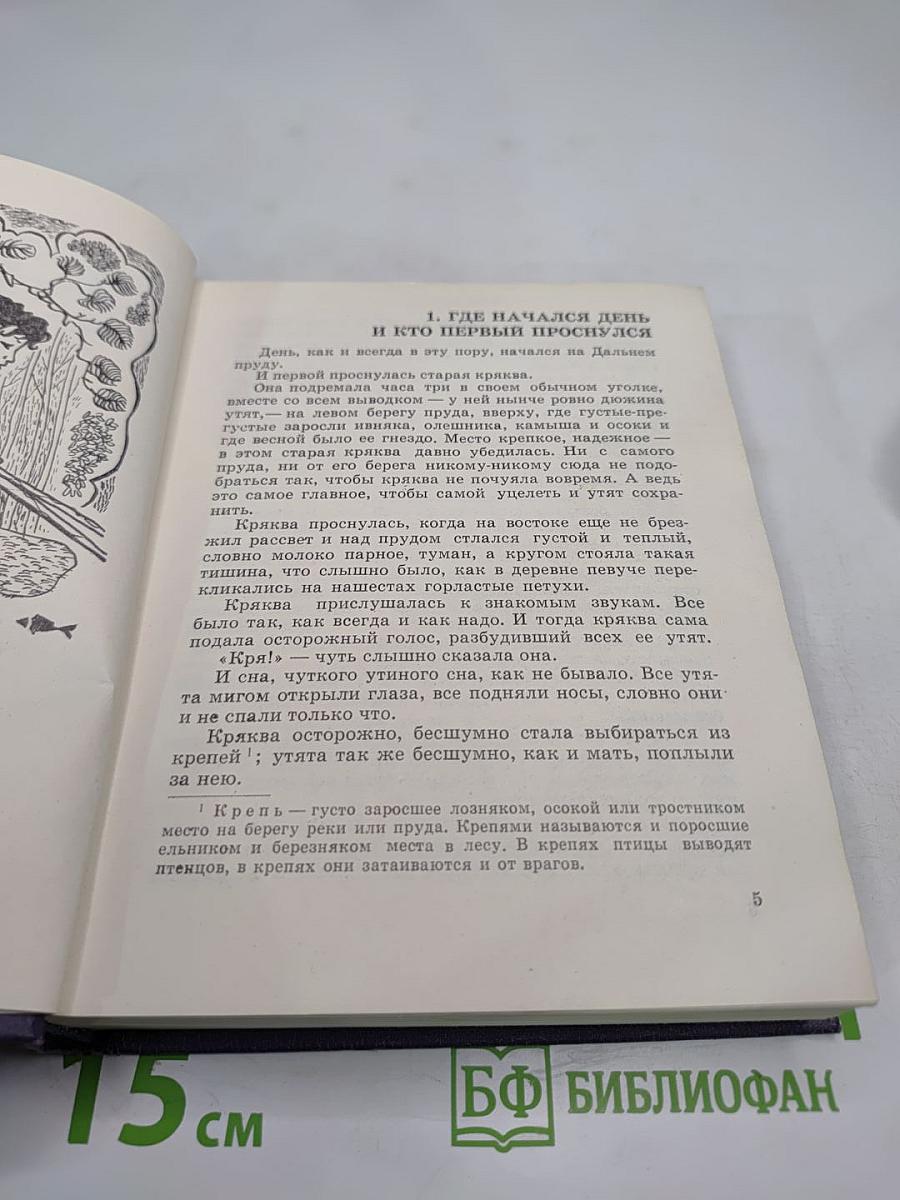 1. ГДЕ НАЧАЛСЯ ДЕНЬ
И КТО ПЕРВЫЙ ПРОСНУЛСЯ
День, как и всегда в эту пору, начался на Дальнем
пруду.
И первой проснулась старая кряква.
Она подремала часа три в своем обычном уголке,
вместе со всем выводком — у ней нынче ровно дюжина
утят,— на левом берегу пруда, вверху, где густые-пре-
густые заросли ивняка, олешника, камыша и осоки и
где весной было ее гнездо. Место крепкое, надежное —
в этом старая кряква давно убедилась. Ни с самого
пруда, ни от его берега никому-никому сюда не подо-
браться так, чтобы кряква не почуяла вовремя. А ведь
это самое главное, чтобы самой уцелеть и утят сохра-
нить.
Кряква проснулась, когда на востоке еще не брез-
жил рассвет и над прудом стлался густой и теплый,
словно молоко парное, туман, а кругом стояла такая
тишина, что слышно было, как в деревне певуче пере-
кликались на нашестах горластые петухи.
Кряква прислушалась к знакомым звукам. Все
было так, как всегда и как надо. И тогда кряква сама
подала осторожный голос, разбудивший всех ее утят.
«Кря!» — чуть слышно сказала она.
И сна, чуткого утиного сна, как не бывало. Все утя-
та мигом открыли глаза, все подняли носы, словно они
и не спали только что.
Кряква осторожно, бесшумно стала выбираться из
крепей ¹; утята так же бесшумно, как и мать, поплыли
за нею.
¹ Крепь — густо заросшее лозняком, осокой или тростником
место на берегу реки или пруда. Крепями называются и поросшие
ельником и березняком места в лесу. В крепях птицы выводят
птенцов, в крепях они затаиваются и от врагов.
5
15 см
БФ БИБЛИОФАН